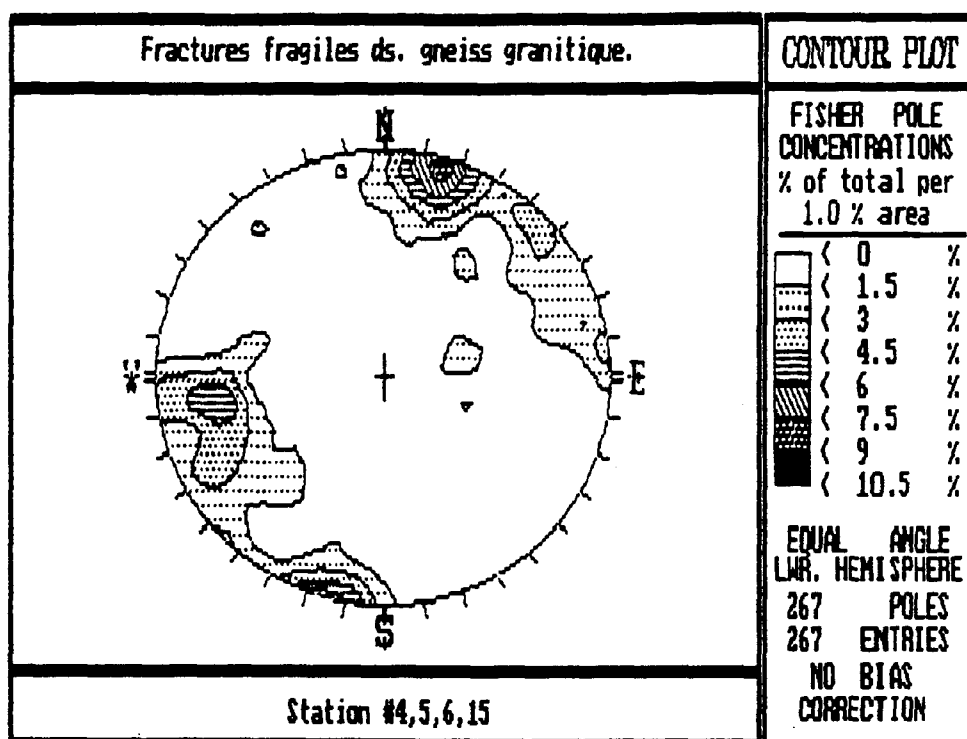 Fractures fragiles ds. gneiss granitique.
N
W
E
S
Station #4,5,6,15
CONTOUR PLOT
FISHER POLE
CONCENTRATIONS
% of total per
1.0 % area
< 0 %
< 1.5 %
< 3 %
< 4.5 %
< 6 %
< 7.5 %
< 9 %
< 10.5 %
EQUAL ANGLE
LWR. HEMISPHERE
267 POLES
267 ENTRIES
NO BIAS
CORRECTION